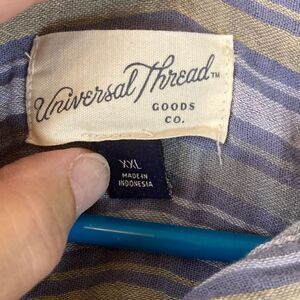 Universal Thread™
GOODS
CO.
XXL
MADE IN
INDONESIA